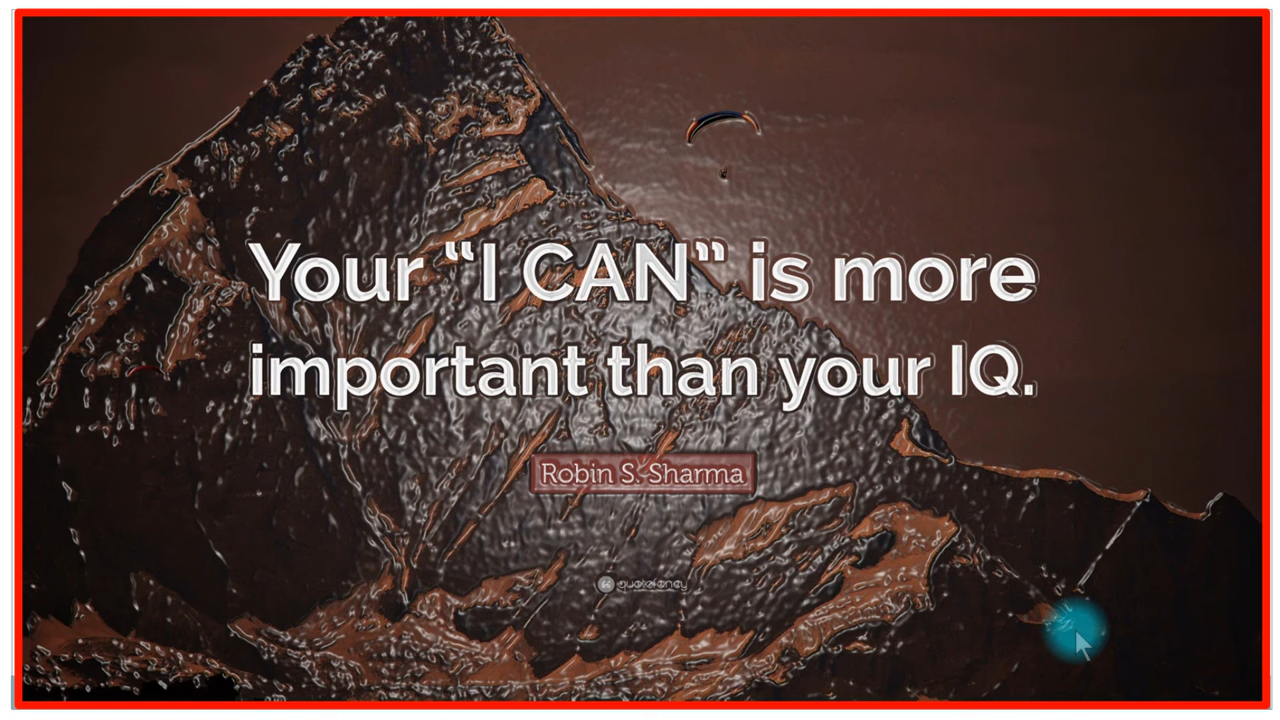 Your “I CAN” is more
important than your IQ.
Robin S. Sharma
quotefancy